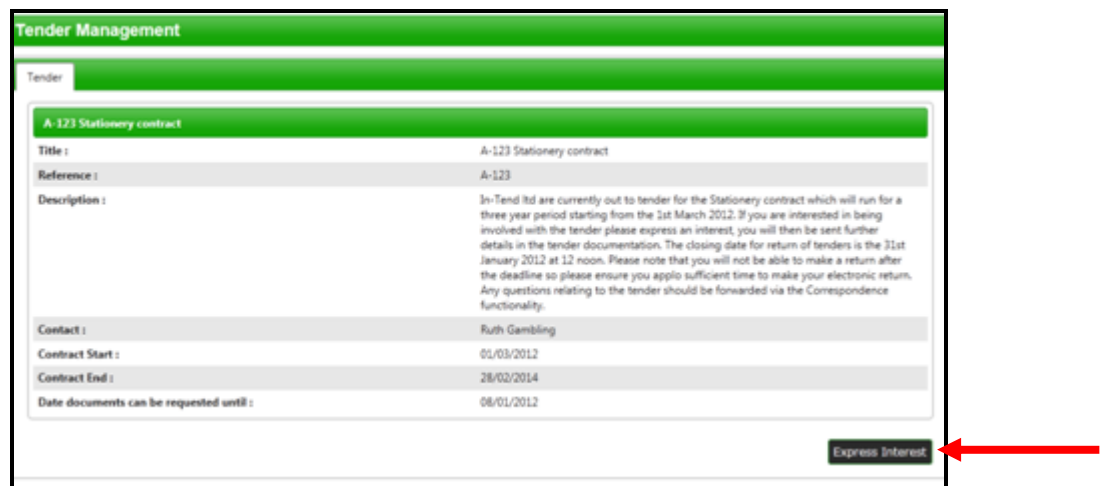 Tender Management
Tender
A-123 Stationery contract
Title : A-123 Stationery contract
Reference : A-123
Description : In-Tend ltd are currently out to tender for the Stationery contract which will run for a
three year period starting from the 1st March 2012. If you are interested in being
involved with the tender please express an interest, you will then be sent further
details in the tender documentation. The closing date for return of tenders is the 31st
January 2012 at 12 noon. Please note that you will not be able to make a return after
the deadline so please ensure you applo sufficient time to make your electronic return.
Any questions relating to the tender should be forwarded via the Correspondence
functionality.
Contact : Ruth Gambling
Contract Start : 01/03/2012
Contract End : 28/02/2014
Date documents can be requested until : 08/01/2012
Express Interest